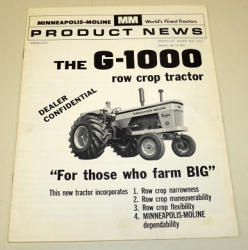 MINNEAPOLIS-MOLINE MM World's Finest Tractors
PRODUCT NEWS
THE G-1000
row crop tractor
DEALER
CONFIDENTIAL
"For those who farm BIG"
This new tractor incorporates 1. Row crop narrowness
2. Row crop maneuverability
3. Row crop flexibility
4. MINNEAPOLIS-MOLINE
dependability